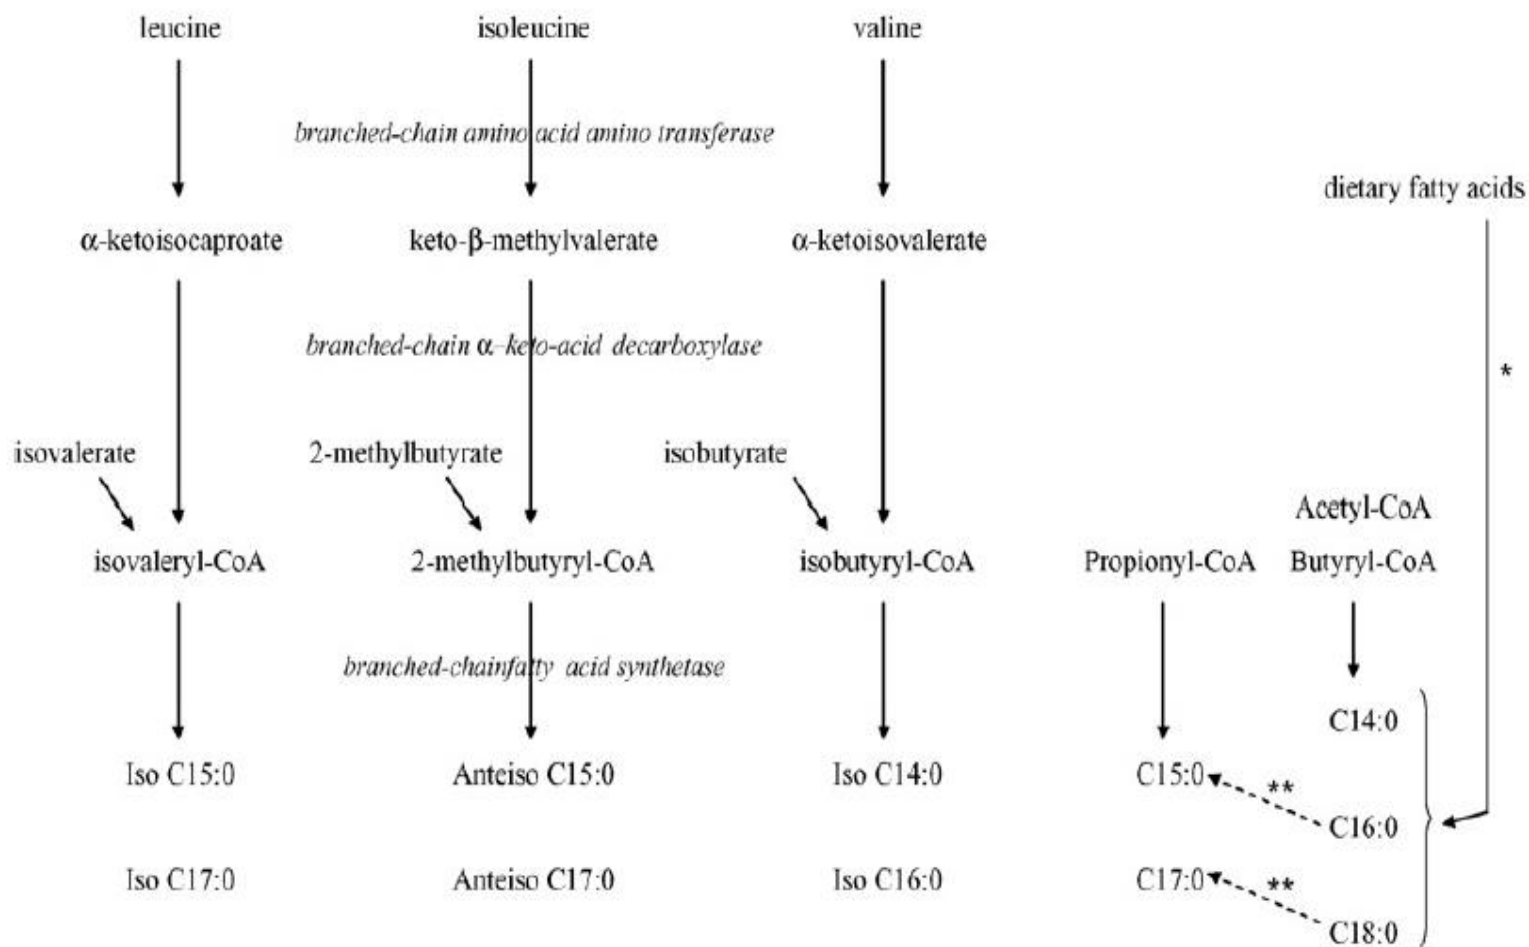 leucine isoleucine valine
branched-chain amino acid amino transferase
dietary fatty acids
α-ketoisocaproate keto-β-methylvalerate α-ketoisovalerate
branched-chain α-keto-acid decarboxylase
*
isovalerate 2-methylbutyrate isobutyrate
Acetyl-CoA
isovaleryl-CoA 2-methylbutyryl-CoA isobutyryl-CoA Propionyl-CoA Butyryl-CoA
branched-chainfatty acid synthetase
C14:0
Iso C15:0 Anteiso C15:0 Iso C14:0 C15:0
**
C16:0
Iso C17:0 Anteiso C17:0 Iso C16:0 C17:0
**
C18:0